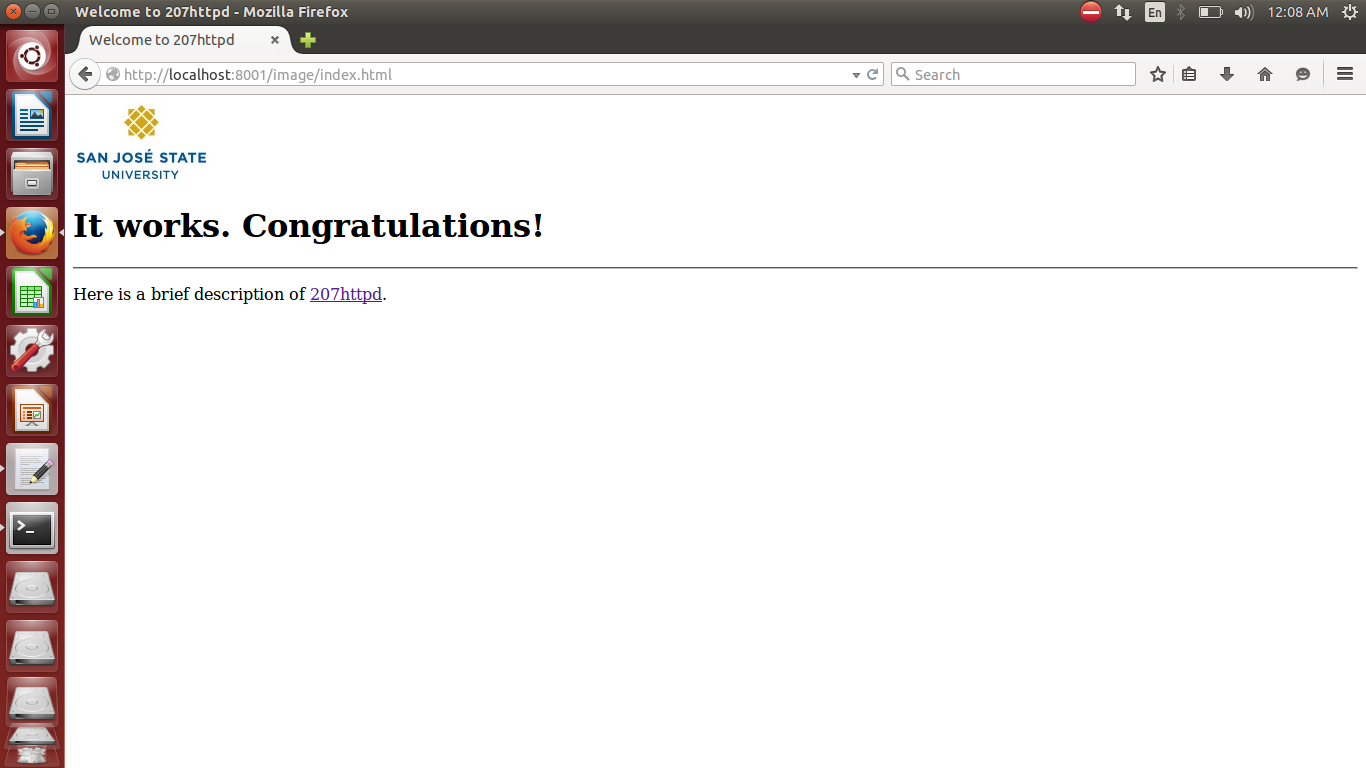 Welcome to 207httpd - Mozilla Firefox
En
12:08 AM
Welcome to 207httpd
http://localhost:8001/image/index.html
Search
SAN JOSÉ STATE
UNIVERSITY
It works. Congratulations!
Here is a brief description of 207httpd.